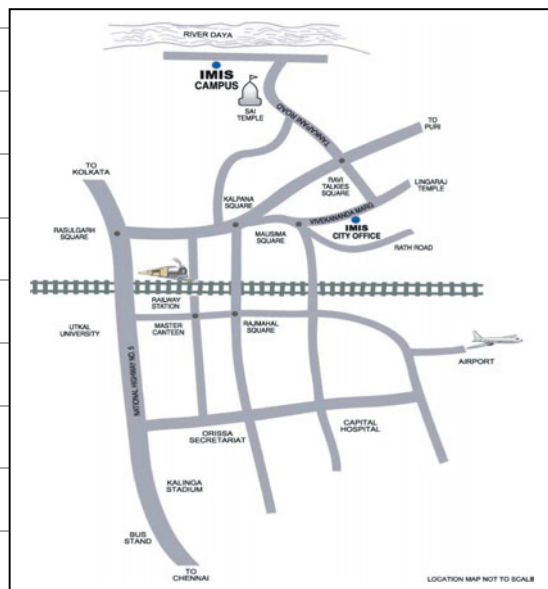 RIVER DAYA
IMIS
CAMPUS
SAI
TEMPLE
TANKAPANI ROAD
TO
PURI
TO
KOLKATA
RAVI
TALKIES
SQUARE
LINGARAJ
TEMPLE
KALPANA
SQUARE
VIVEKANANDA MARG
IMIS
CITY OFFICE
RASULGARH
SQUARE
MAUSIMA
SQUARE
RATH ROAD
RAILWAY
STATION
UTKAL
UNIVERSITY
MASTER
CANTEEN
RAJMAHAL
SQUARE
NATIONAL HIGHWAY NO. 5
AIRPORT
ORISSA
SECRETARIAT
CAPITAL
HOSPITAL
KALINGA
STADIUM
BUS
STAND
TO
CHENNAI
LOCATION MAP NOT TO SCALE